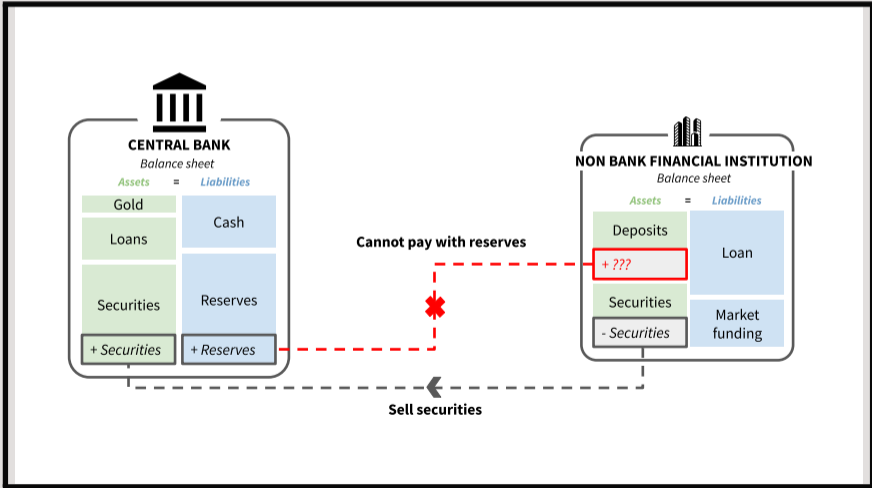 CENTRAL BANK
Balance sheet
Assets = Liabilities
Gold
Loans
Securities
+ Securities
Cash
Reserves
+ Reserves
Cannot pay with reserves
Sell securities
NON BANK FINANCIAL INSTITUTION
Balance sheet
Assets = Liabilities
Deposits
+ ???
Securities
- Securities
Loan
Market
funding